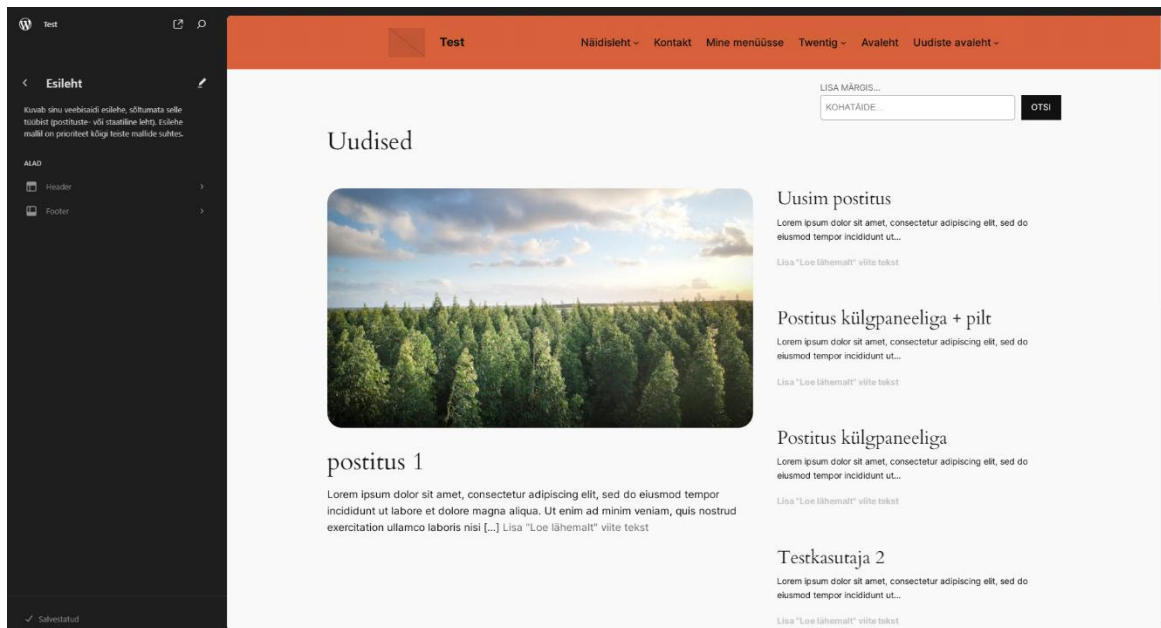 Test
Esileht
Kuvab sinu veebisaidi esilehe, sõltumata selle
tüübist (postituste- või staatiline leht). Esilehe
mallil on prioriteet kõigi teiste mallide suhtes.
ALAD
Header
Footer
Salvestatud
Test
Näidisleht Kontakt Mine menüüsse Twentig Avaleht Uudiste avaleht
LISA MÄRGIS...
KOHATÄIDE...
OTSI
Uudised
postitus 1
Lorem ipsum dolor sit amet, consectetur adipiscing elit, sed do eiusmod tempor
incididunt ut labore et dolore magna aliqua. Ut enim ad minim veniam, quis nostrud
exercitation ullamco laboris nisi [...] Lisa "Loe lähemalt" viite tekst
Uusim postitus
Lorem ipsum dolor sit amet, consectetur adipiscing elit, sed do
eiusmod tempor incididunt ut...
Lisa "Loe lähemalt" viite tekst
Postitus külgpaneeliga + pilt
Lorem ipsum dolor sit amet, consectetur adipiscing elit, sed do
eiusmod tempor incididunt ut...
Lisa "Loe lähemalt" viite tekst
Postitus külgpaneeliga
Lorem ipsum dolor sit amet, consectetur adipiscing elit, sed do
eiusmod tempor incididunt ut...
Lisa "Loe lähemalt" viite tekst
Testkasutaja 2
Lorem ipsum dolor sit amet, consectetur adipiscing elit, sed do
eiusmod tempor incididunt ut...
Lisa "Loe lähemalt" viite tekst